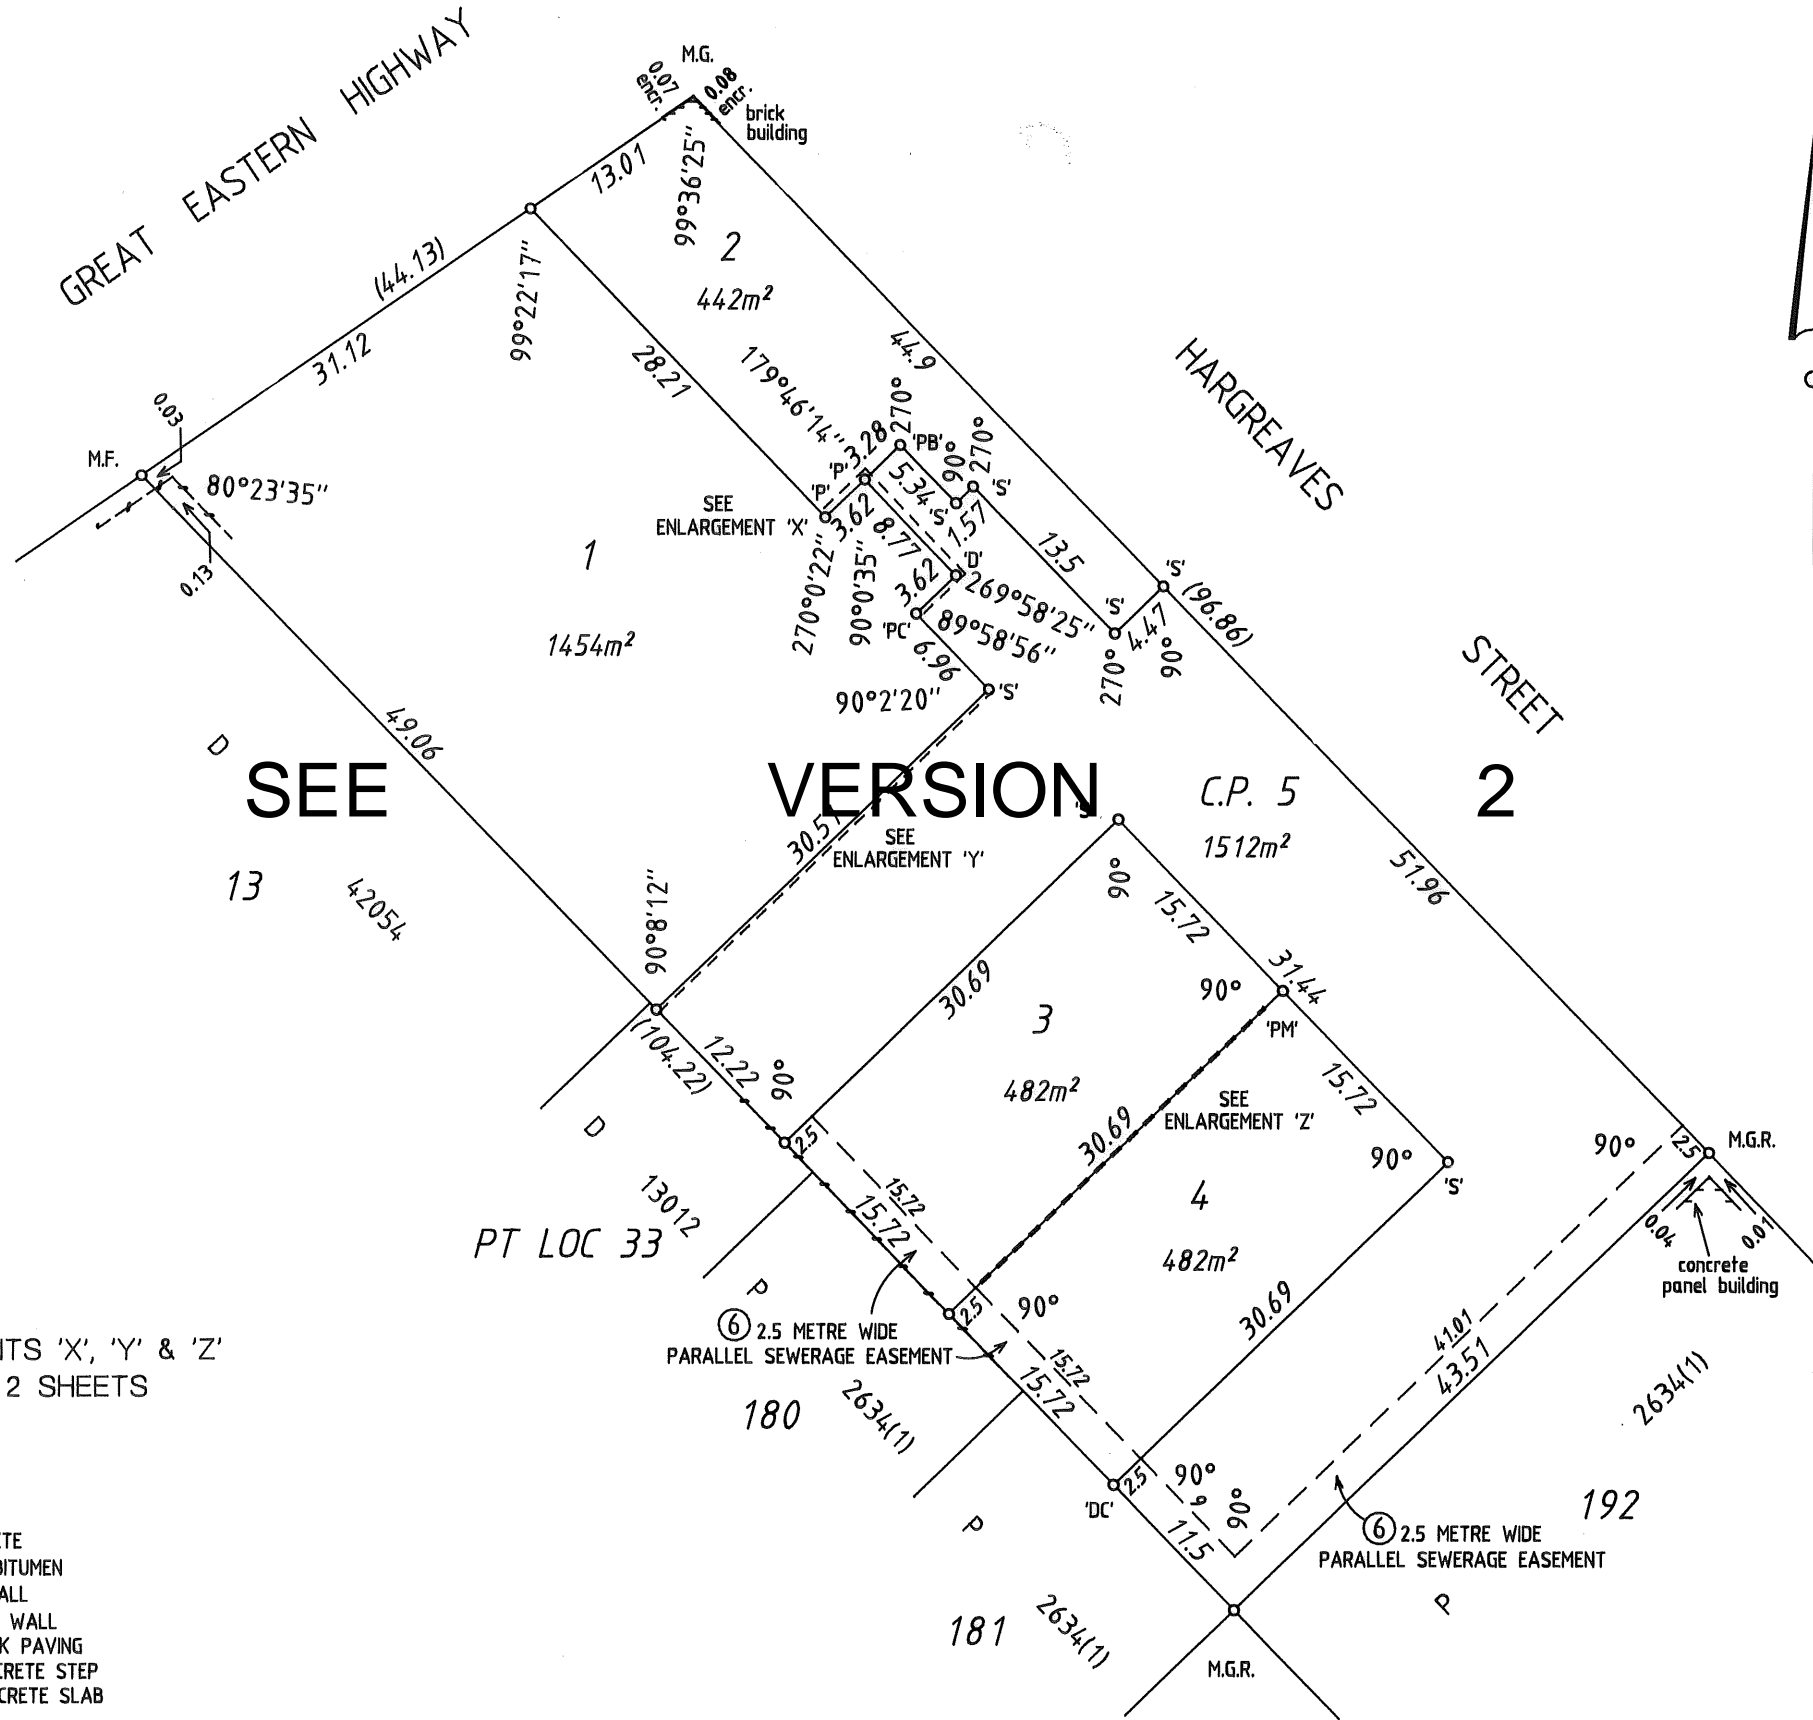 GREAT EASTERN HIGHWAY
M.G.
0.07
encr.
0.08
encr.
brick
building
13.01
99°36'25"
2
442m²
(44.13)
31.12
99°22'17"
28.21
44.9
HARGREAVES
STREET
0.03
M.F.
80°23'35"
0.13
179°46'14"
3.28
270°
'PB'
90°
270°
'S'
'P'
'P'
5.34
'S'
1.57
SEE
ENLARGEMENT 'X'
3.62
8.77
'D'
13.5
'S'
(96.86)
1
1454m²
270°0'22"
90°0'35"
3.62
269°58'25"
'PC'
89°58'56"
'S'
4.47
270°
90°
6.96
90°2'20"
'S'
49.06
D
SEE VERSION 2
C.P. 5
1512m²
'S'
30.57
SEE
ENLARGEMENT 'Y'
13
42054
90°8'12"
90°
15.72
51.96
31.44
30.69
90°
'PM'
3
482m²
(104.22)
12.22
90°
D
30.69
SEE
ENLARGEMENT 'Z'
15.72
90°
'S'
90°
2.5
M.G.R.
2.5
13012
PT LOC 33
15.72
15.72
4
482m²
0.04
0.01
concrete
panel building
P
6 2.5 METRE WIDE
PARALLEL SEWERAGE EASEMENT
2.5
90°
30.69
41.01
43.51
NTS 'X', 'Y' & 'Z'
2 SHEETS
15.72
15.72
180
2634(1)
2634(1)
2.5
90°
9
90°
'DC'
11.5
192
6 2.5 METRE WIDE
PARALLEL SEWERAGE EASEMENT
P
P
181
2634(1)
M.G.R.
TE
BITUMEN
ALL
WALL
K PAVING
CRETE STEP
CRETE SLAB